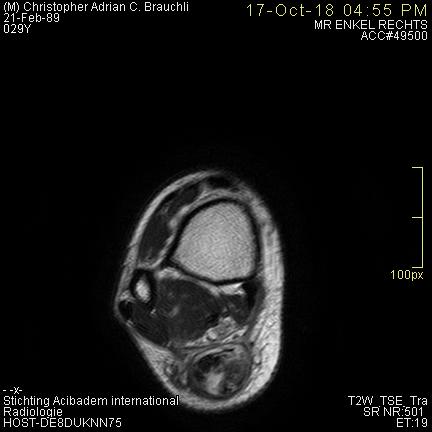 (M) Christopher Adrian C. Brauchli
21-Feb-89
029Y
17-Oct-18 04:55 PM
MR ENKEL RECHTS
ACC#49500
100px
--x-
Stichting Acibadem international
Radiologie
HOST-DE8DUKNN75
T2W_TSE_Tra
SR NR:501
ET:19